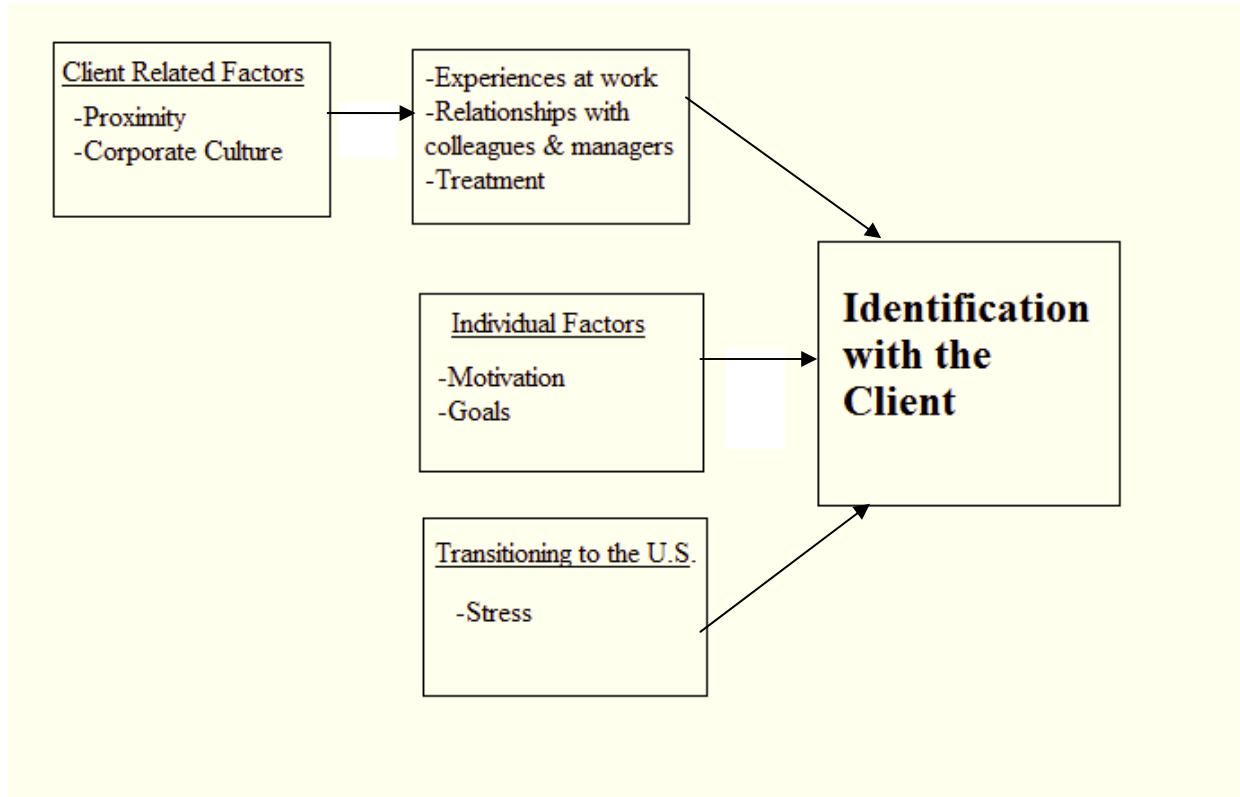 Client Related Factors
-Proximity
-Corporate Culture
-Experiences at work
-Relationships with
colleagues & managers
-Treatment
Individual Factors
-Motivation
-Goals
Transitioning to the U.S.
-Stress
Identification
with the
Client